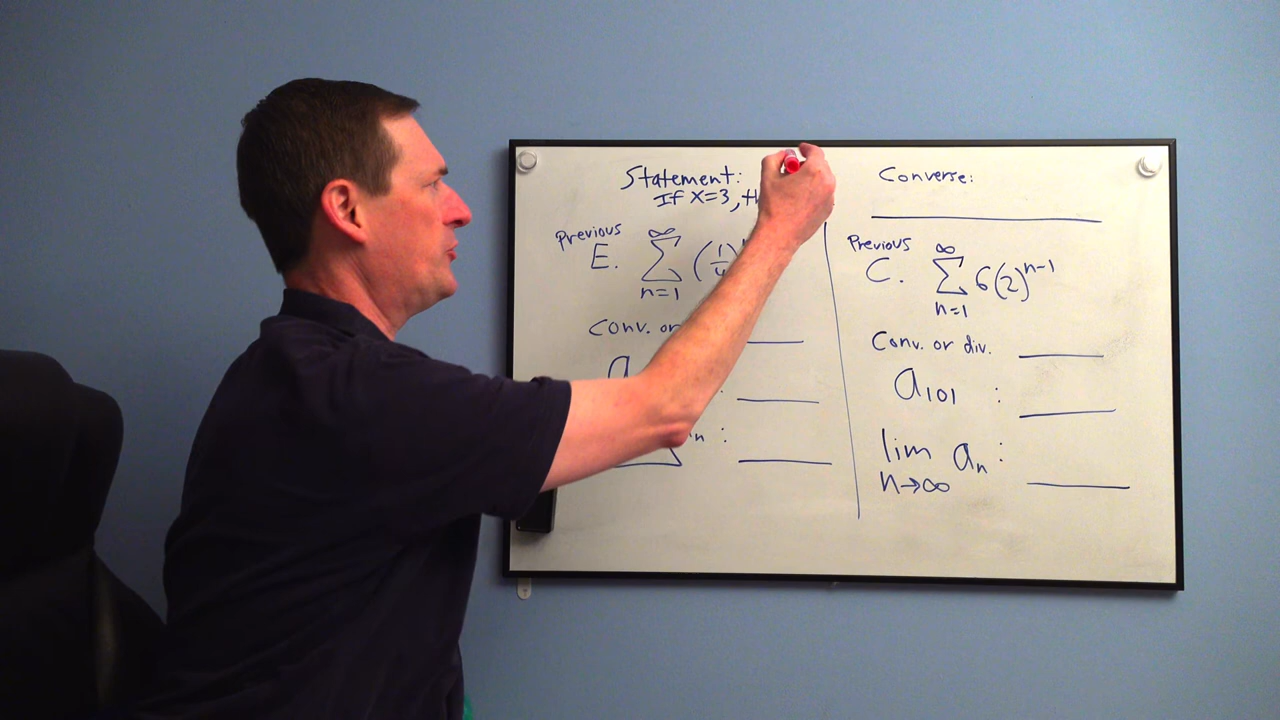 Statement:
If x=3, th
Previous
E. ∑ n=1 ∞ (1/4)
Conv. or
a :
n :
Converse:
Previous
C. ∑ n=1 ∞ 6(2)^{n-1}
Conv. or div.
a₁₀₁ :
lim n→∞ aₙ :